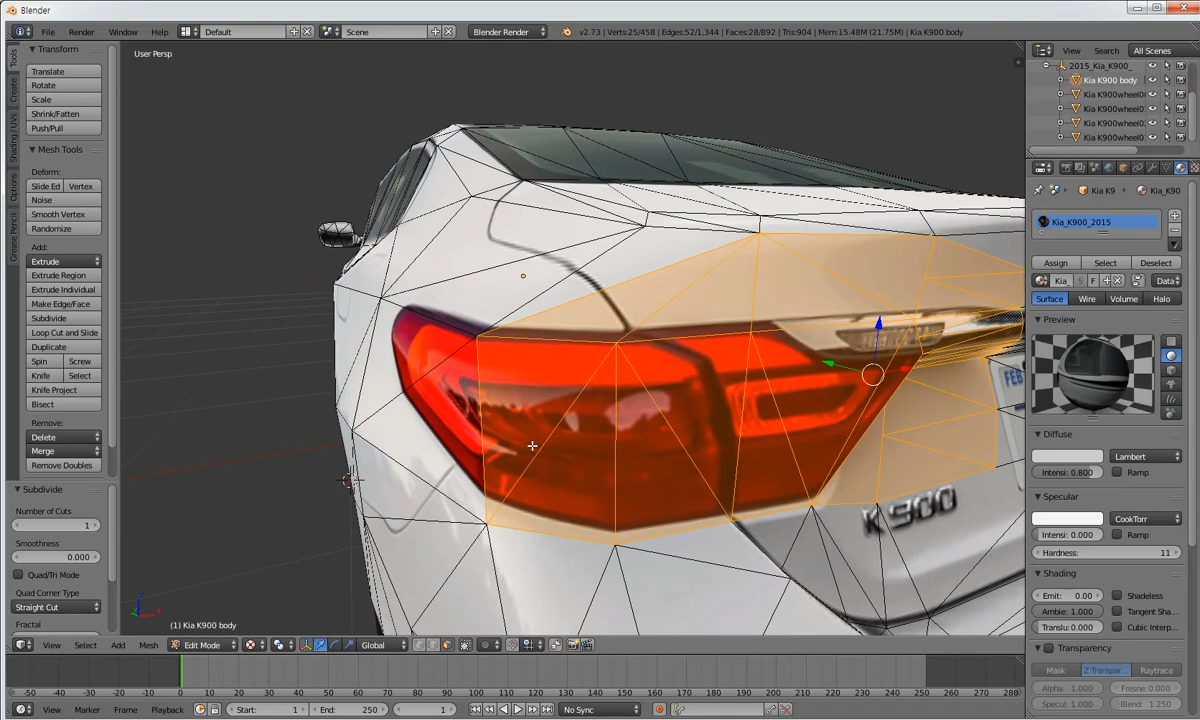 Blender
File Render Window Help Default Scene Blender Render v2.73 | Verts:25/458 | Edges:52/1,344 | Faces:28/892 | Tris:904 | Mem:15.48M (21.75M) | Kia K900 body
Tools
Create
Shading / UVs
Options
Grease Pencil
Transform
Translate
Rotate
Scale
Shrink/Fatten
Push/Pull
Mesh Tools
Deform:
Slide Ed Vertex
Noise
Smooth Vertex
Randomize
Add:
Extrude
Extrude Region
Extrude Individual
Make Edge/Face
Subdivide
Loop Cut and Slide
Duplicate
Spin Screw
Knife Select
Knife Project
Bisect
Remove:
Delete
Merge
Remove Doubles
Subdivide
Number of Cuts
1
Smoothness
0.000
Quad/Tri Mode
Quad Corner Type
Straight Cut
Fractal
User Persp
FEB
K900
(1) Kia K900 body
View Select Add Mesh Edit Mode Global
View Search All Scenes
2015_Kia_K900_
Kia K900 body
Kia K900wheel0
Kia K900wheel0
Kia K900wheel0
Kia K900wheel0
Kia K9 Kia_K90
Kia_K900_2015
Assign Select Deselect
Kia_ 5 F Data
Surface Wire Volume Halo
Preview
Diffuse
Lambert
Intensi: 0.800 Ramp
Specular
CookTorr
Intensi: 0.000 Ramp
Hardness: 11
Shading
Emit: 0.00 Shadeless
Ambie: 1.000 Tangent Sha...
Translu: 0.000 Cubic Interp...
Transparency
Mask Z Transpar... Raytrace
Alpha: 1.000 Fresne: 0.000
Specul: 1.000 Blend: 1.250
-50 -40 -30 -20 -10 0 10 20 30 40 50 60 70 80 90 100 110 120 130 140 150 160 170 180 190 200 210 220 230 240 250 260 270 280
View Marker Frame Playback Start: 1 End: 250 1 No Sync